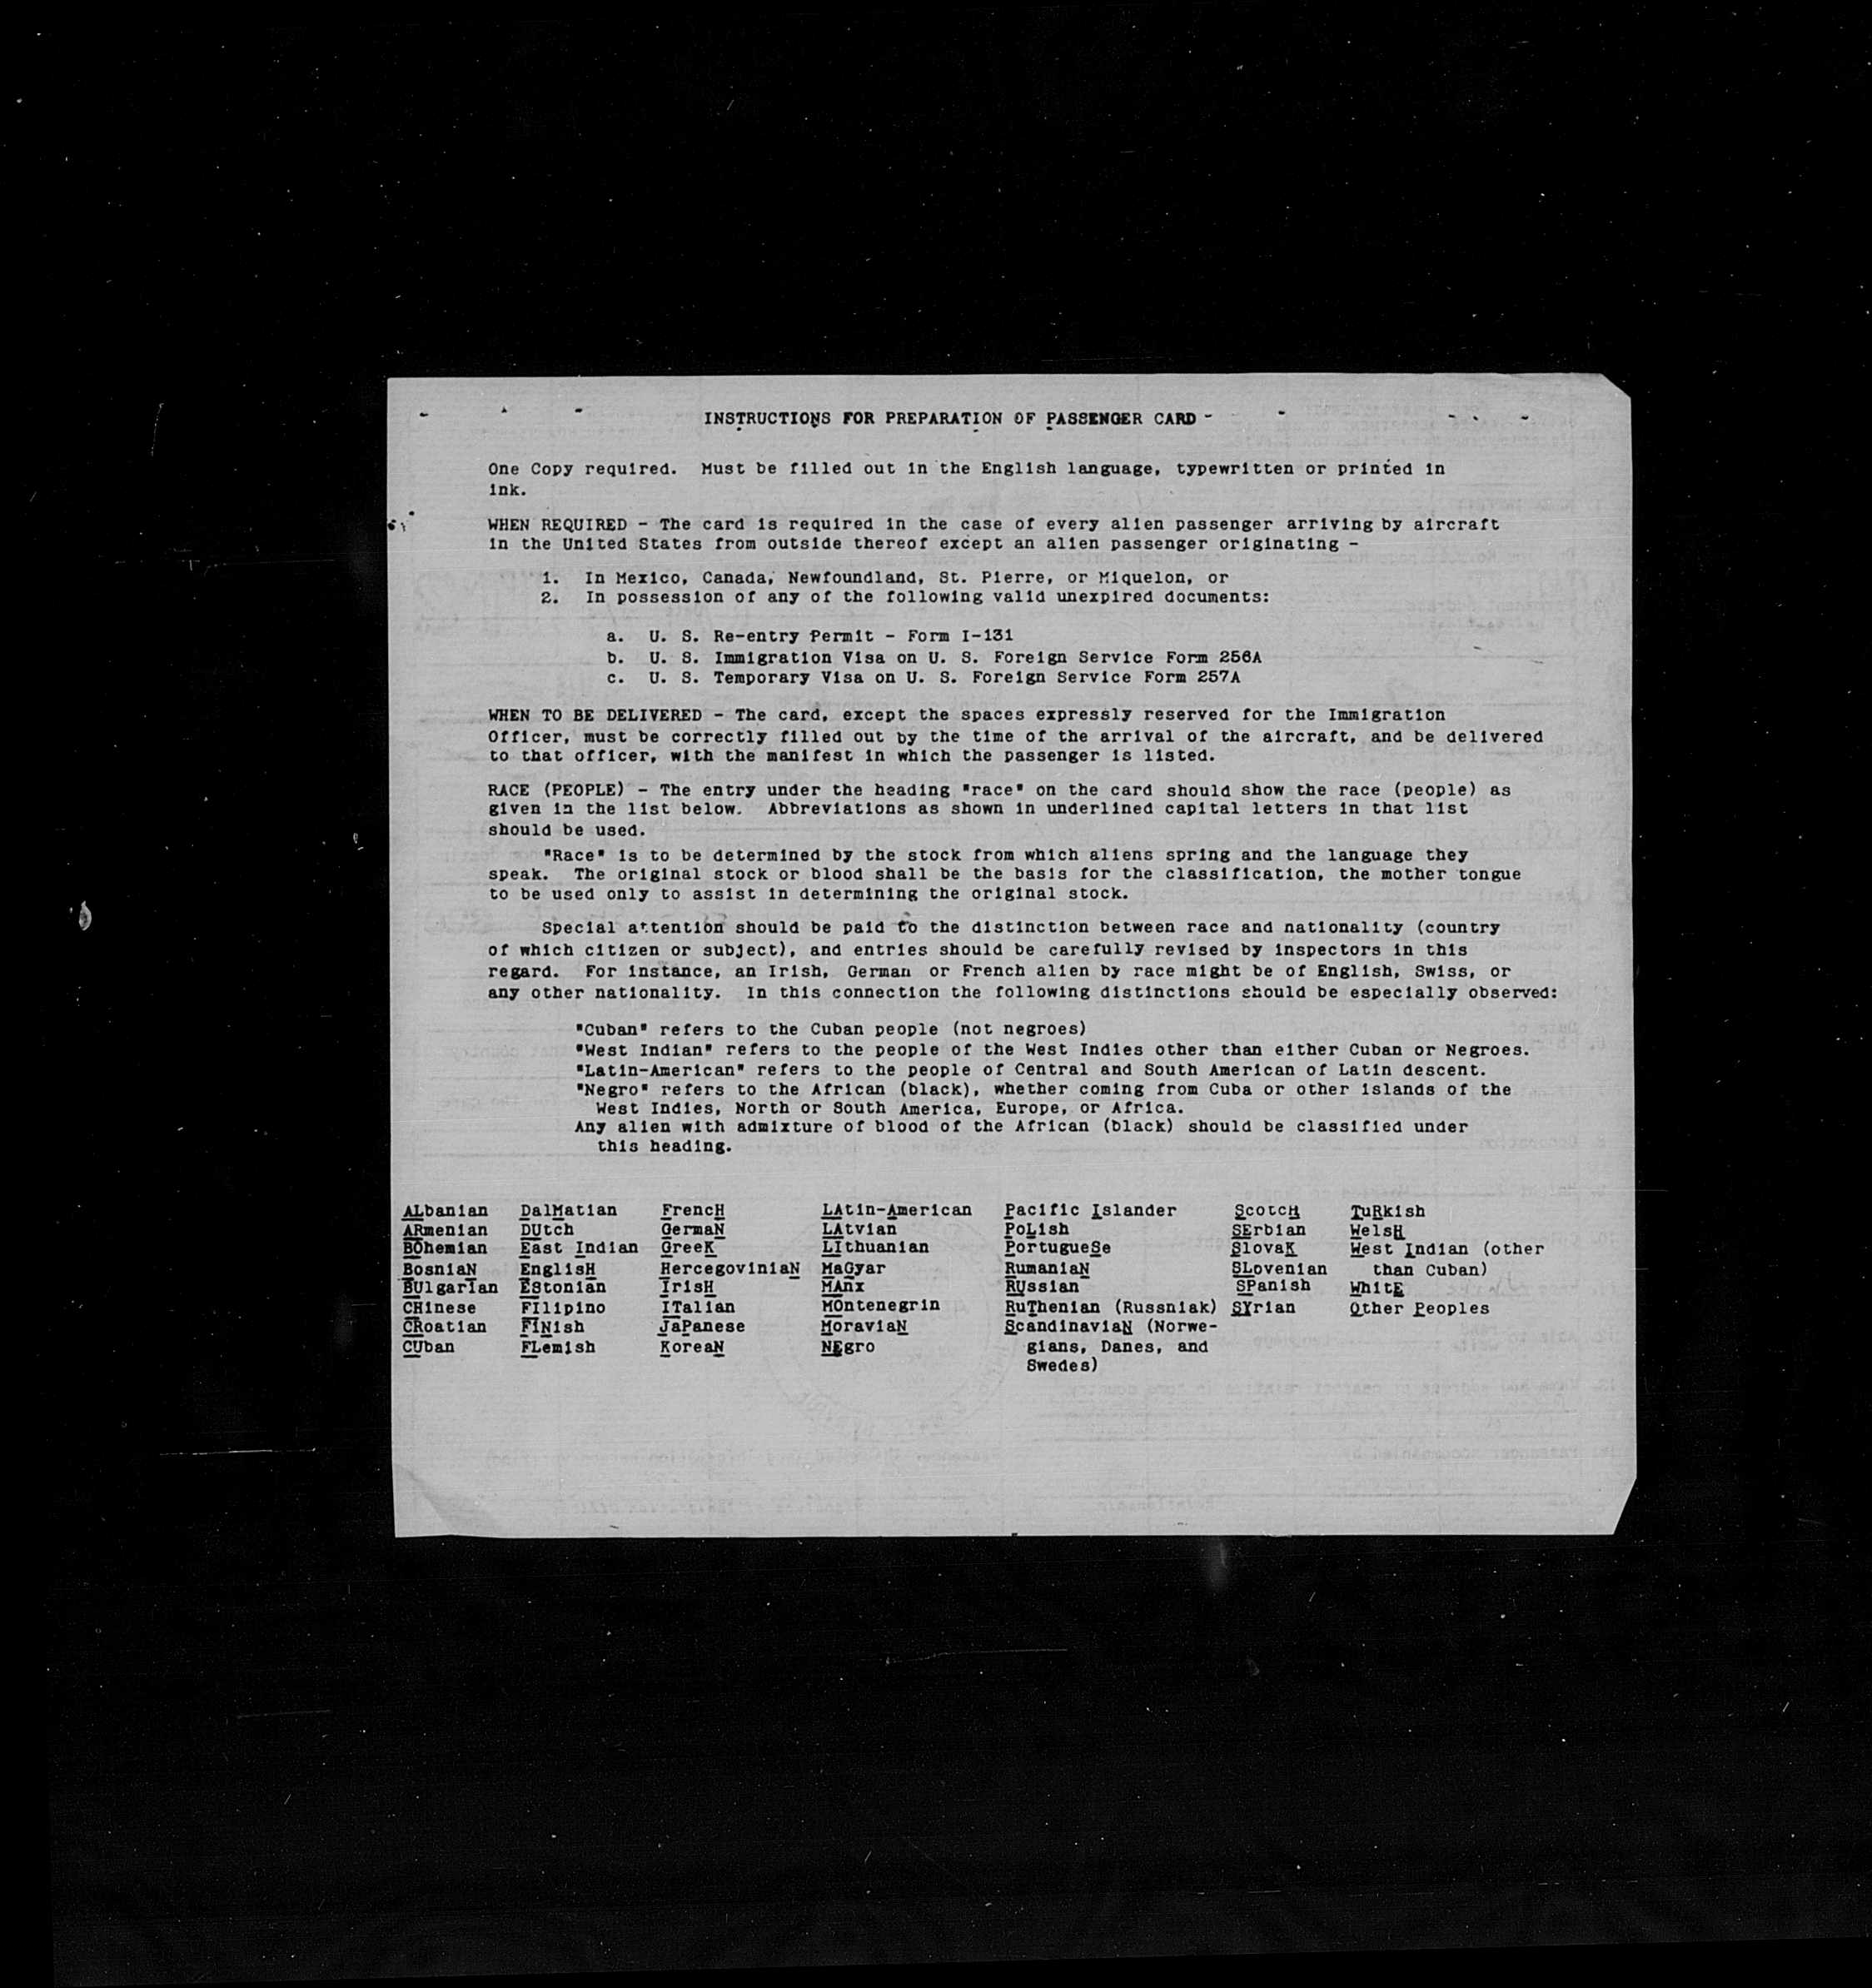 INSTRUCTIONS FOR PREPARATION OF PASSENGER CARD
One Copy required. Must be filled out in the English language, typewritten or printed in
ink.
WHEN REQUIRED - The card is required in the case of every alien passenger arriving by aircraft
in the United States from outside thereof except an alien passenger originating -
1. In Mexico, Canada, Newfoundland, St. Pierre, or Miquelon, or
2. In possession of any of the following valid unexpired documents:
a. U. S. Re-entry Permit - Form I-131
b. U. S. Immigration Visa on U. S. Foreign Service Form 256A
c. U. S. Temporary Visa on U. S. Foreign Service Form 257A
WHEN TO BE DELIVERED - The card, except the spaces expressly reserved for the Immigration
Officer, must be correctly filled out by the time of the arrival of the aircraft, and be delivered
to that officer, with the manifest in which the passenger is listed.
RACE (PEOPLE) - The entry under the heading "race" on the card should show the race (people) as
given in the list below. Abbreviations as shown in underlined capital letters in that list
should be used.
"Race" is to be determined by the stock from which aliens spring and the language they
speak. The original stock or blood shall be the basis for the classification, the mother tongue
to be used only to assist in determining the original stock.
Special attention should be paid to the distinction between race and nationality (country
of which citizen or subject), and entries should be carefully revised by inspectors in this
regard. For instance, an Irish, German or French alien by race might be of English, Swiss, or
any other nationality. In this connection the following distinctions should be especially observed:
"Cuban" refers to the Cuban people (not negroes)
"West Indian" refers to the people of the West Indies other than either Cuban or Negroes.
"Latin-American" refers to the people of Central and South American of Latin descent.
"Negro" refers to the African (black), whether coming from Cuba or other islands of the
West Indies, North or South America, Europe, or Africa.
Any alien with admixture of blood of the African (black) should be classified under
this heading.
ALbanian DalMatian FrencH LAtin-American Pacific Islander ScotcH TuRkish
ARmenian DUtch GermaN LAtvian PoLish SErbian WelsH
BOhemian East Indian GreeK LIthuanian PortugueSe SlovaK West Indian (other
BosniaN EnglisH HercegoviniaN MaGyar RumaniaN SLovenian than Cuban)
BUlgarian EStonian IrisH MAnx RUssian SPanish WhitE
CHinese FIlipino ITalian MOntenegrin RuThenian (Russniak) SYrian Other Peoples
CRoatian FINish JaPanese MoraviaN ScandinaviaN (Norwe-
CUban FLemish KoreaN NEgro gians, Danes, and
Swedes)